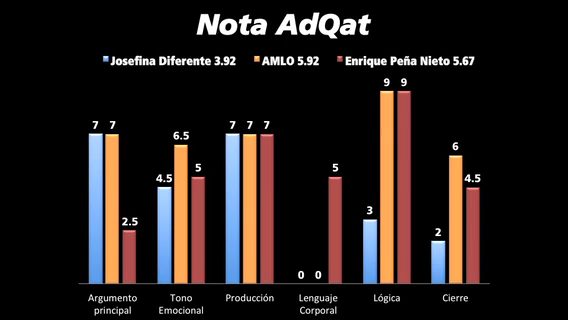 Nota AdQat
Josefina Diferente 3.92 AMLO 5.92 Enrique Peña Nieto 5.67
7 7 2.5 4.5 6.5 5 7 7 7 0 0 5 3 9 9 2 6 4.5
Argumento principal
Tono Emocional
Producción
Lenguaje Corporal
Lógica
Cierre